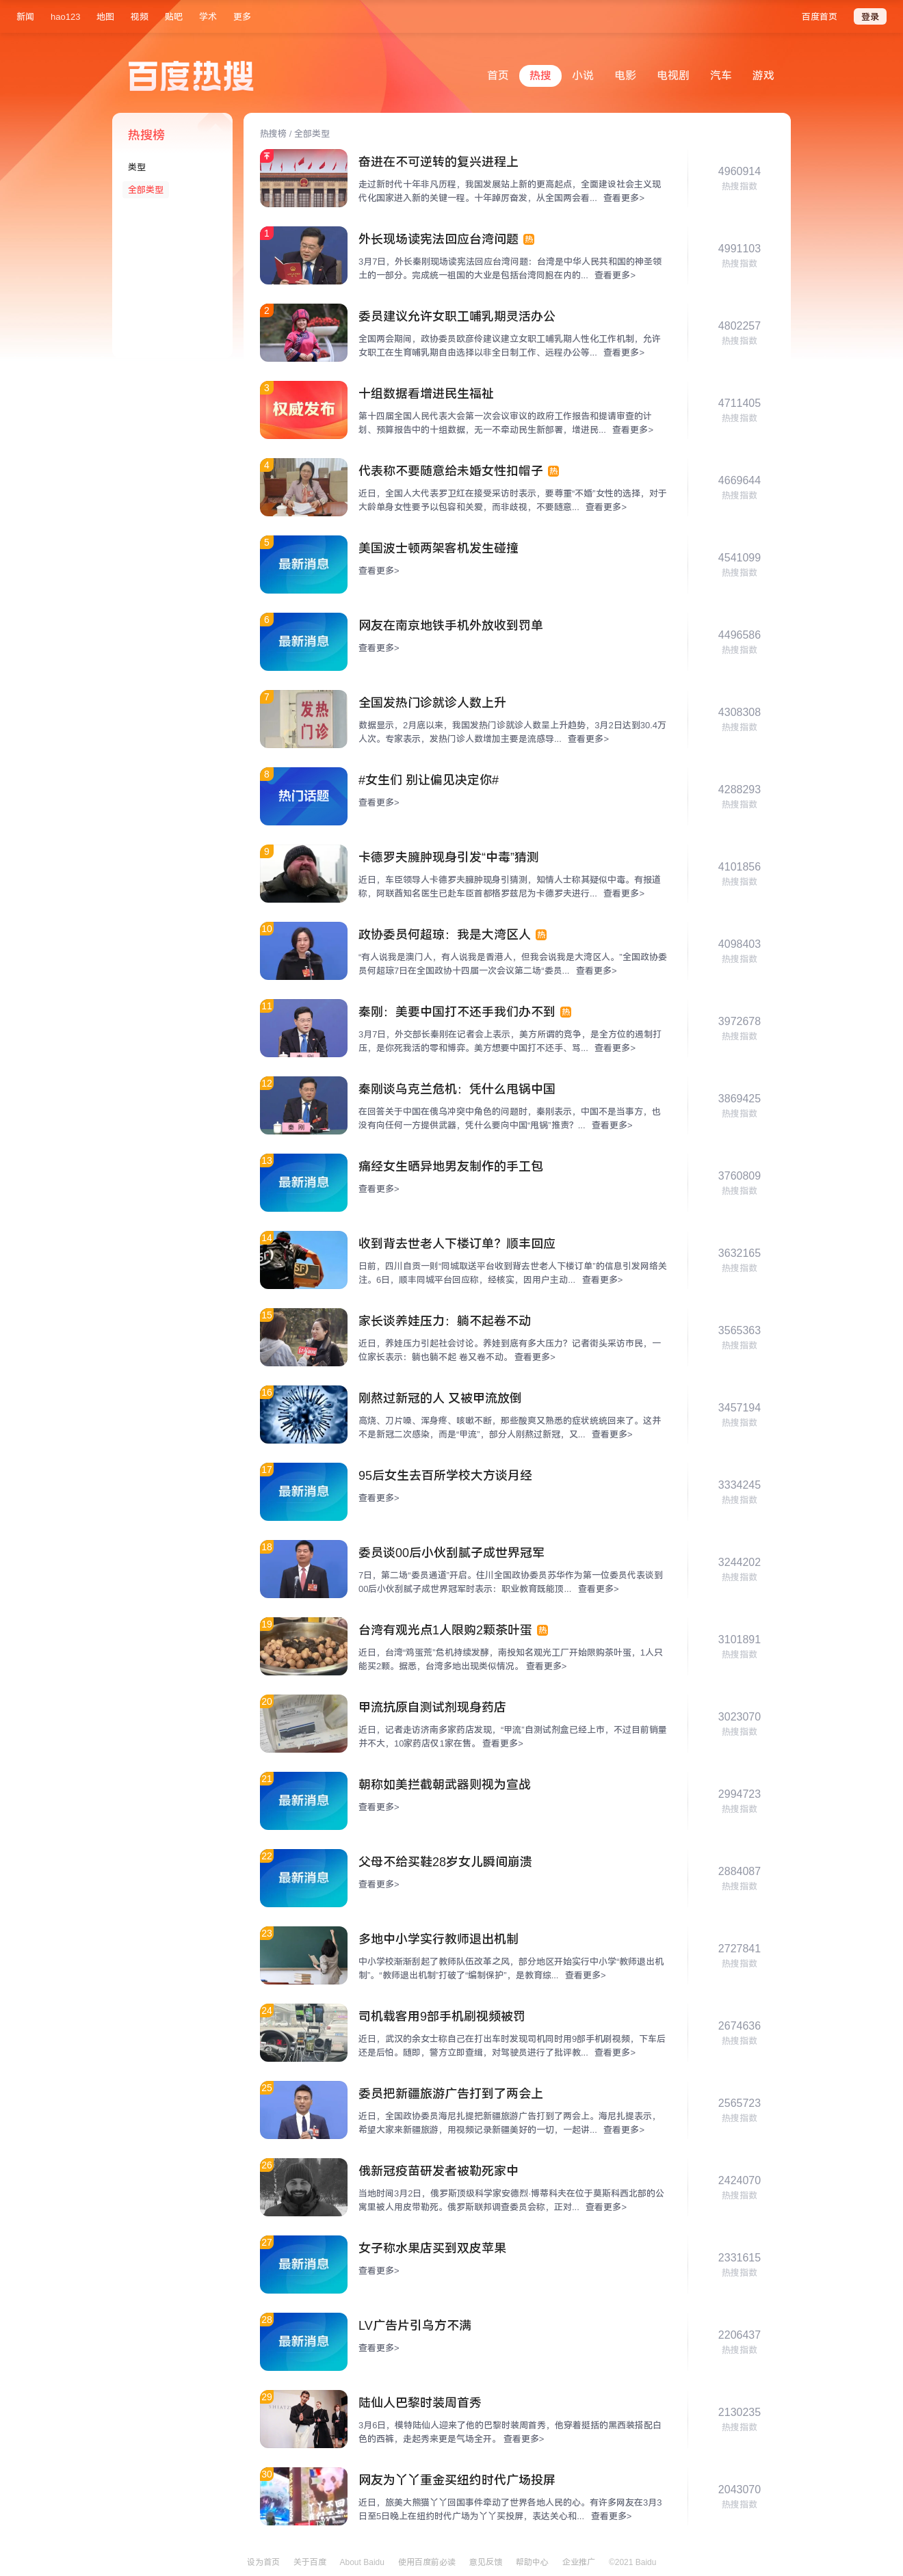 新闻 hao123 地图 视频 贴吧 学术 更多 百度首页 登录
百度热搜
首页 热搜 小说 电影 电视剧 汽车 游戏
热搜榜
类型
全部类型
热搜榜 / 全部类型
奋进在不可逆转的复兴进程上
走过新时代十年非凡历程，我国发展站上新的更高起点，全面建设社会主义现
代化国家进入新的关键一程。十年踔厉奋发，从全国两会看... 查看更多>
4960914
热搜指数
1
外长现场读宪法回应台湾问题 热
3月7日，外长秦刚现场读宪法回应台湾问题：台湾是中华人民共和国的神圣领
土的一部分。完成统一祖国的大业是包括台湾同胞在内的... 查看更多>
4991103
热搜指数
2
委员建议允许女职工哺乳期灵活办公
全国两会期间，政协委员欧彦伶建议建立女职工哺乳期人性化工作机制，允许
女职工在生育哺乳期自由选择以非全日制工作、远程办公等... 查看更多>
4802257
热搜指数
3
权威发布
十组数据看增进民生福祉
第十四届全国人民代表大会第一次会议审议的政府工作报告和提请审查的计
划、预算报告中的十组数据，无一不牵动民生新部署，增进民... 查看更多>
4711405
热搜指数
4
代表称不要随意给未婚女性扣帽子 热
近日，全国人大代表罗卫红在接受采访时表示，要尊重“不婚”女性的选择，对于
大龄单身女性要予以包容和关爱，而非歧视，不要随意... 查看更多>
4669644
热搜指数
5
最新消息
美国波士顿两架客机发生碰撞
查看更多>
4541099
热搜指数
6
最新消息
网友在南京地铁手机外放收到罚单
查看更多>
4496586
热搜指数
7
发热
门诊
全国发热门诊就诊人数上升
数据显示，2月底以来，我国发热门诊就诊人数呈上升趋势，3月2日达到30.4万
人次。专家表示，发热门诊人数增加主要是流感导... 查看更多>
4308308
热搜指数
8
热门话题
#女生们 别让偏见决定你#
查看更多>
4288293
热搜指数
9
卡德罗夫臃肿现身引发“中毒”猜测
近日，车臣领导人卡德罗夫臃肿现身引猜测，知情人士称其疑似中毒。有报道
称，阿联酋知名医生已赴车臣首都格罗兹尼为卡德罗夫进行... 查看更多>
4101856
热搜指数
10
政协委员何超琼：我是大湾区人 热
“有人说我是澳门人，有人说我是香港人，但我会说我是大湾区人。”全国政协委
员何超琼7日在全国政协十四届一次会议第二场“委员... 查看更多>
4098403
热搜指数
11
秦刚：美要中国打不还手我们办不到 热
3月7日，外交部长秦刚在记者会上表示，美方所谓的竞争，是全方位的遏制打
压，是你死我活的零和博弈。美方想要中国打不还手、骂... 查看更多>
3972678
热搜指数
12
秦刚
秦刚谈乌克兰危机：凭什么甩锅中国
在回答关于中国在俄乌冲突中角色的问题时，秦刚表示，中国不是当事方，也
没有向任何一方提供武器，凭什么要向中国“甩锅”推责？... 查看更多>
3869425
热搜指数
13
最新消息
痛经女生晒异地男友制作的手工包
查看更多>
3760809
热搜指数
14
SF
收到背去世老人下楼订单？顺丰回应
日前，四川自贡一则“同城取送平台收到背去世老人下楼订单”的信息引发网络关
注。6日，顺丰同城平台回应称，经核实，因用户主动... 查看更多>
3632165
热搜指数
15
家长谈养娃压力：躺不起卷不动
近日，养娃压力引起社会讨论。养娃到底有多大压力？记者街头采访市民，一
位家长表示：躺也躺不起 卷又卷不动。 查看更多>
3565363
热搜指数
16
刚熬过新冠的人 又被甲流放倒
高烧、刀片嗓、浑身疼、咳嗽不断，那些酸爽又熟悉的症状统统回来了。这并
不是新冠二次感染，而是“甲流”，部分人刚熬过新冠，又... 查看更多>
3457194
热搜指数
17
最新消息
95后女生去百所学校大方谈月经
查看更多>
3334245
热搜指数
18
委员谈00后小伙刮腻子成世界冠军
7日，第二场“委员通道”开启。住川全国政协委员苏华作为第一位委员代表谈到
00后小伙刮腻子成世界冠军时表示：职业教育既能顶... 查看更多>
3244202
热搜指数
19
台湾有观光点1人限购2颗茶叶蛋 热
近日，台湾“鸡蛋荒”危机持续发酵，南投知名观光工厂开始限购茶叶蛋，1人只
能买2颗。据悉，台湾多地出现类似情况。 查看更多>
3101891
热搜指数
20
甲流抗原自测试剂现身药店
近日，记者走访济南多家药店发现，“甲流”自测试剂盒已经上市，不过目前销量
并不大，10家药店仅1家在售。 查看更多>
3023070
热搜指数
21
最新消息
朝称如美拦截朝武器则视为宣战
查看更多>
2994723
热搜指数
22
最新消息
父母不给买鞋28岁女儿瞬间崩溃
查看更多>
2884087
热搜指数
23
多地中小学实行教师退出机制
中小学校渐渐刮起了教师队伍改革之风，部分地区开始实行中小学“教师退出机
制”。“教师退出机制”打破了“编制保护”，是教育综... 查看更多>
2727841
热搜指数
24
司机载客用9部手机刷视频被罚
近日，武汉的余女士称自己在打出车时发现司机同时用9部手机刷视频，下车后
还是后怕。随即，警方立即查缉，对驾驶员进行了批评教... 查看更多>
2674636
热搜指数
25
委员把新疆旅游广告打到了两会上
近日，全国政协委员海尼扎提把新疆旅游广告打到了两会上。海尼扎提表示，
希望大家来新疆旅游，用视频记录新疆美好的一切，一起讲... 查看更多>
2565723
热搜指数
26
俄新冠疫苗研发者被勒死家中
当地时间3月2日，俄罗斯顶级科学家安德烈·博蒂科夫在位于莫斯科西北部的公
寓里被人用皮带勒死。俄罗斯联邦调查委员会称，正对... 查看更多>
2424070
热搜指数
27
最新消息
女子称水果店买到双皮苹果
查看更多>
2331615
热搜指数
28
最新消息
LV广告片引乌方不满
查看更多>
2206437
热搜指数
29
陆仙人巴黎时装周首秀
3月6日，模特陆仙人迎来了他的巴黎时装周首秀，他穿着挺括的黑西装搭配白
色的西裤，走起秀来更是气场全开。 查看更多>
2130235
热搜指数
30
网友为丫丫重金买纽约时代广场投屏
近日，旅美大熊猫丫丫回国事件牵动了世界各地人民的心。有许多网友在3月3
日至5日晚上在纽约时代广场为丫丫买投屏，表达关心和... 查看更多>
2043070
热搜指数
设为首页 关于百度 About Baidu 使用百度前必读 意见反馈 帮助中心 企业推广 ©2021 Baidu